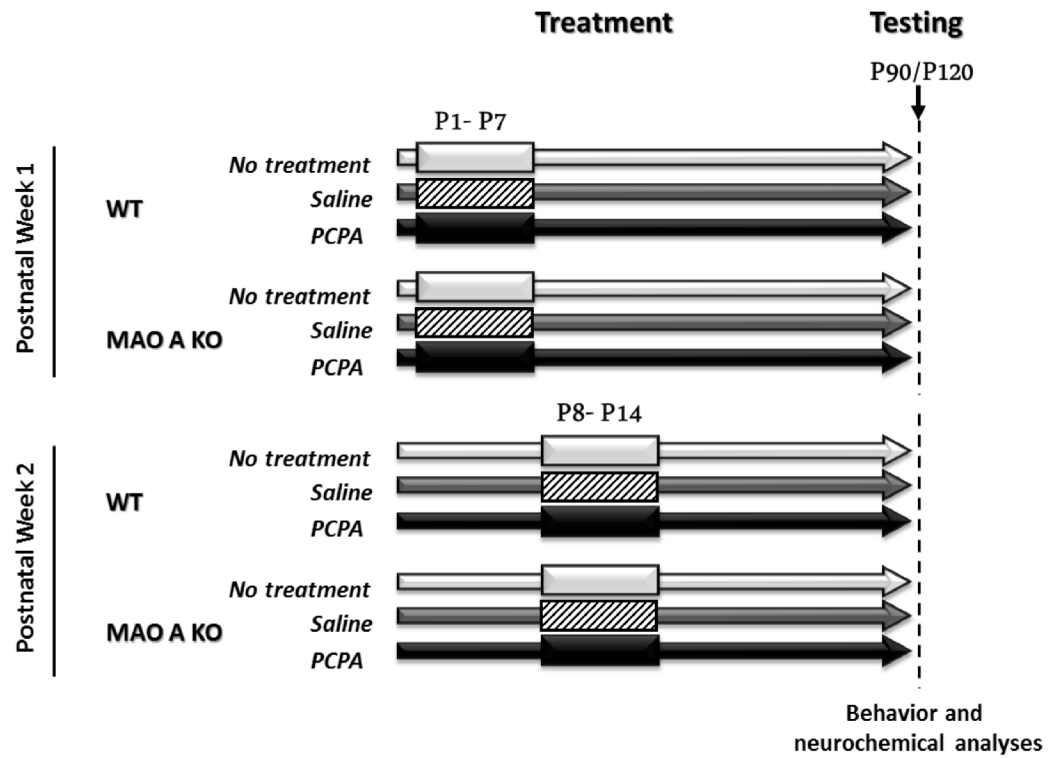 Treatment
Testing
P90/P120
P1- P7
Postnatal Week 1
WT
No treatment
Saline
PCPA
MAO A KO
No treatment
Saline
PCPA
P8- P14
Postnatal Week 2
WT
No treatment
Saline
PCPA
MAO A KO
No treatment
Saline
PCPA
Behavior and
neurochemical analyses